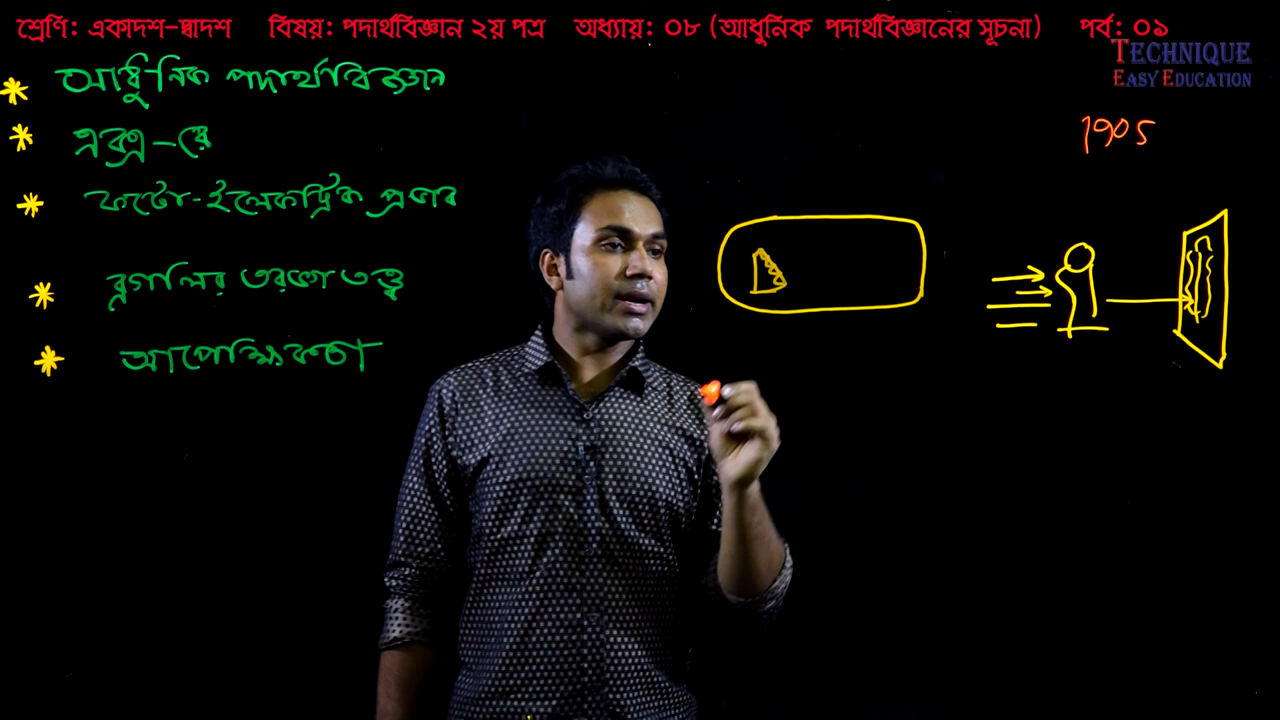 শ্রেণি: একাদশ-দ্বাদশ বিষয়: পদার্থবিজ্ঞান ২য় পত্র অধ্যায়: ০৮ (আধুনিক পদার্থবিজ্ঞানের সূচনা) পর্ব: ০১
TECHNIQUE
EASY EDUCATION
আধুনিক পদার্থবিজ্ঞান
1905
এক্স-রে
ফটো-ইলেকট্রিক প্রভাব
ব্রগলির তরঙ্গ তত্ত্ব
আপেক্ষিকতা